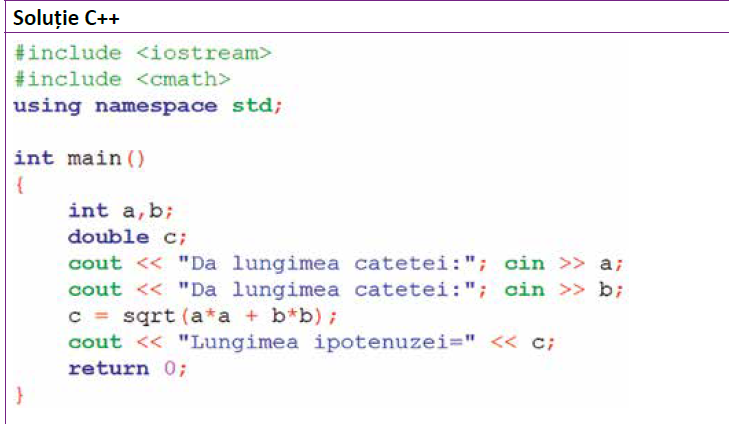 Soluție C++
#include <iostream>
#include <cmath>
using namespace std;
int main()
{
    int a,b;
    double c;
    cout << "Da lungimea catetei:"; cin >> a;
    cout << "Da lungimea catetei:"; cin >> b;
    c = sqrt(a*a + b*b);
    cout << "Lungimea ipotenuzei=" << c;
    return 0;
}